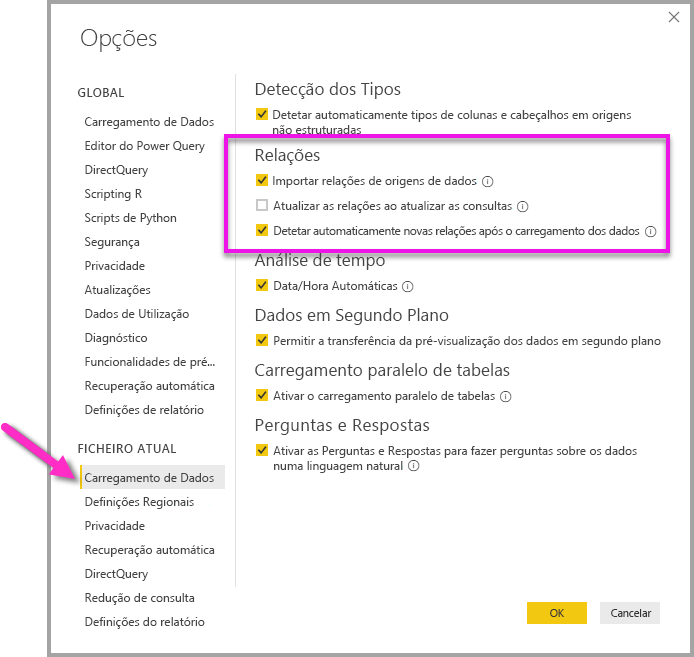 Opções
GLOBAL
Carregamento de Dados
Editor do Power Query
DirectQuery
Scripting R
Scripts de Python
Segurança
Privacidade
Atualizações
Dados de Utilização
Diagnóstico
Funcionalidades de pré...
Recuperação automática
Definições de relatório
FICHEIRO ATUAL
Carregamento de Dados
Definições Regionais
Privacidade
Recuperação automática
DirectQuery
Redução de consulta
Definições do relatório
Detecção dos Tipos
Detetar automaticamente tipos de colunas e cabeçalhos em origens
não estruturadas
Relações
Importar relações de origens de dados
Atualizar as relações ao atualizar as consultas
Detetar automaticamente novas relações após o carregamento dos dados
Análise de tempo
Data/Hora Automáticas
Dados em Segundo Plano
Permitir a transferência da pré-visualização dos dados em segundo plano
Carregamento paralelo de tabelas
Ativar o carregamento paralelo de tabelas
Perguntas e Respostas
Ativar as Perguntas e Respostas para fazer perguntas sobre os dados
numa linguagem natural
OK
Cancelar